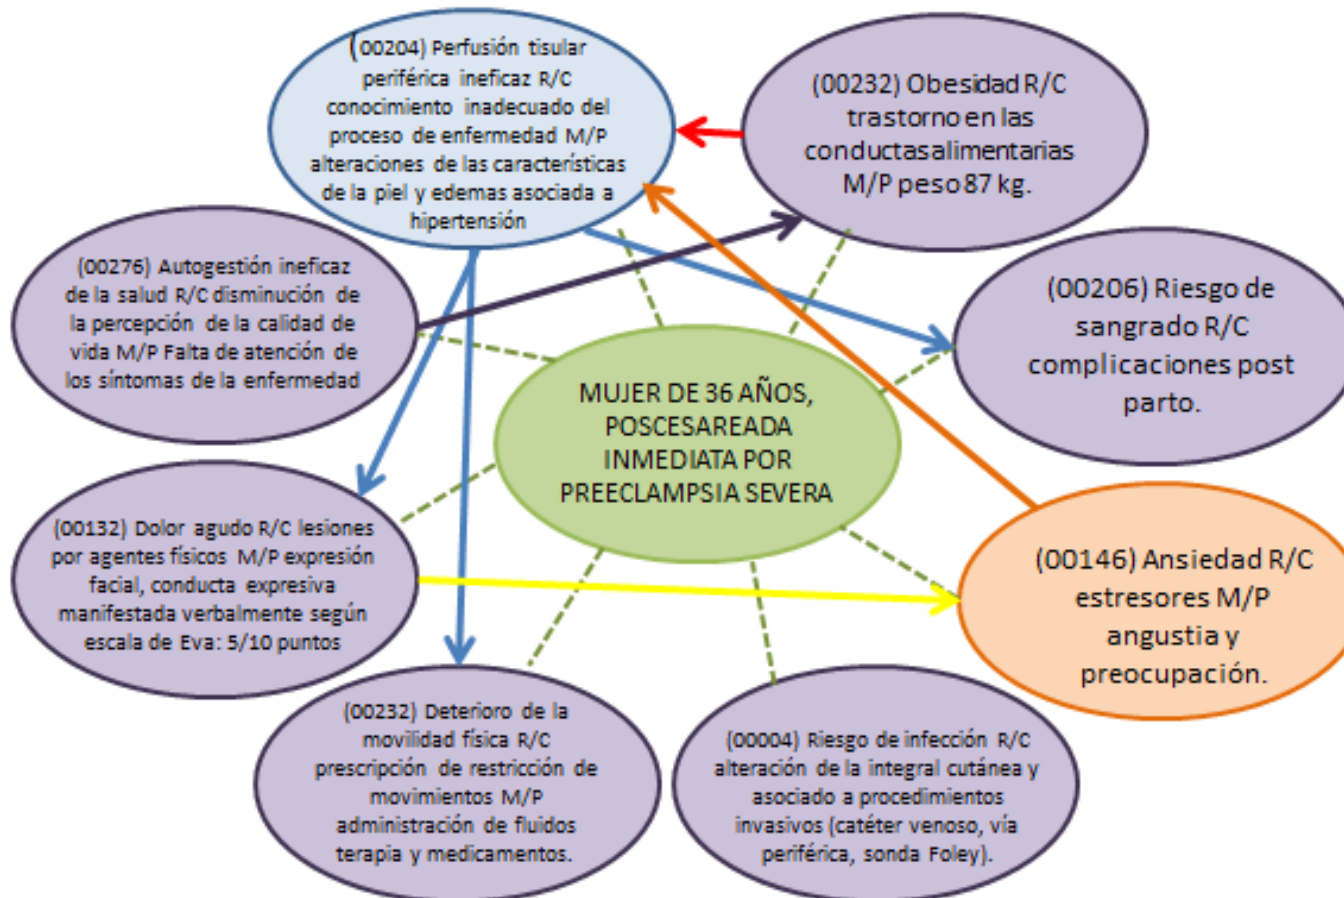 (00204) Perfusión tisular
periférica ineficaz R/C
conocimiento inadecuado del
proceso de enfermedad M/P
alteraciones de las características
de la piel y edemas asociada a
hipertensión
(00232) Obesidad R/C
trastorno en las
conductasalimentarias
M/P peso 87 kg.
(00276) Autogestión ineficaz
de la salud R/C disminución de
la percepción de la calidad de
vida M/P Falta de atención de
los síntomas de la enfermedad
(00206) Riesgo de
sangrado R/C
complicaciones post
parto.
MUJER DE 36 AÑOS,
POSCESAREADA
INMEDIATA POR
PREECLAMPSIA SEVERA
(00132) Dolor agudo R/C lesiones
por agentes físicos M/P expresión
facial, conducta expresiva
manifestada verbalmente según
escala de Eva: 5/10 puntos
(00146) Ansiedad R/C
estresores M/P
angustia y
preocupación.
(00232) Deterioro de la
movilidad física R/C
prescripción de restricción de
movimientos M/P
administración de fluidos
terapia y medicamentos.
(00004) Riesgo de infección R/C
alteración de la integral cutánea y
asociado a procedimientos
invasivos (catéter venoso, vía
periférica, sonda Foley).